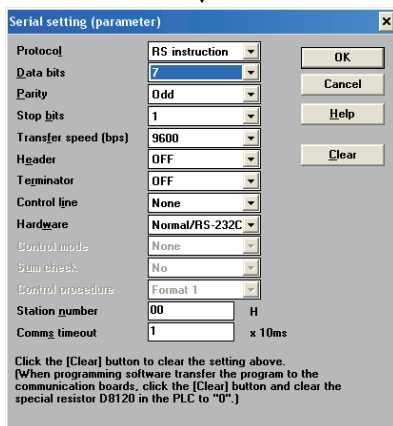 Serial setting (parameter)
Protocol RS instruction OK
Data bits 7
Cancel
Parity Odd
Stop bits 1 Help
Transfer speed (bps) 9600
Header OFF Clear
Terminator OFF
Control line None
Hardware Normal/RS-232C
Control mode None
Sum check No
Control procedure Format 1
Station number 00 H
Comms timeout 1 x 10ms
Click the [Clear] button to clear the setting above.
(When programming software transfer the program to the
communication boards, click the [Clear] button and clear the
special resistor D8120 in the PLC to "0".)